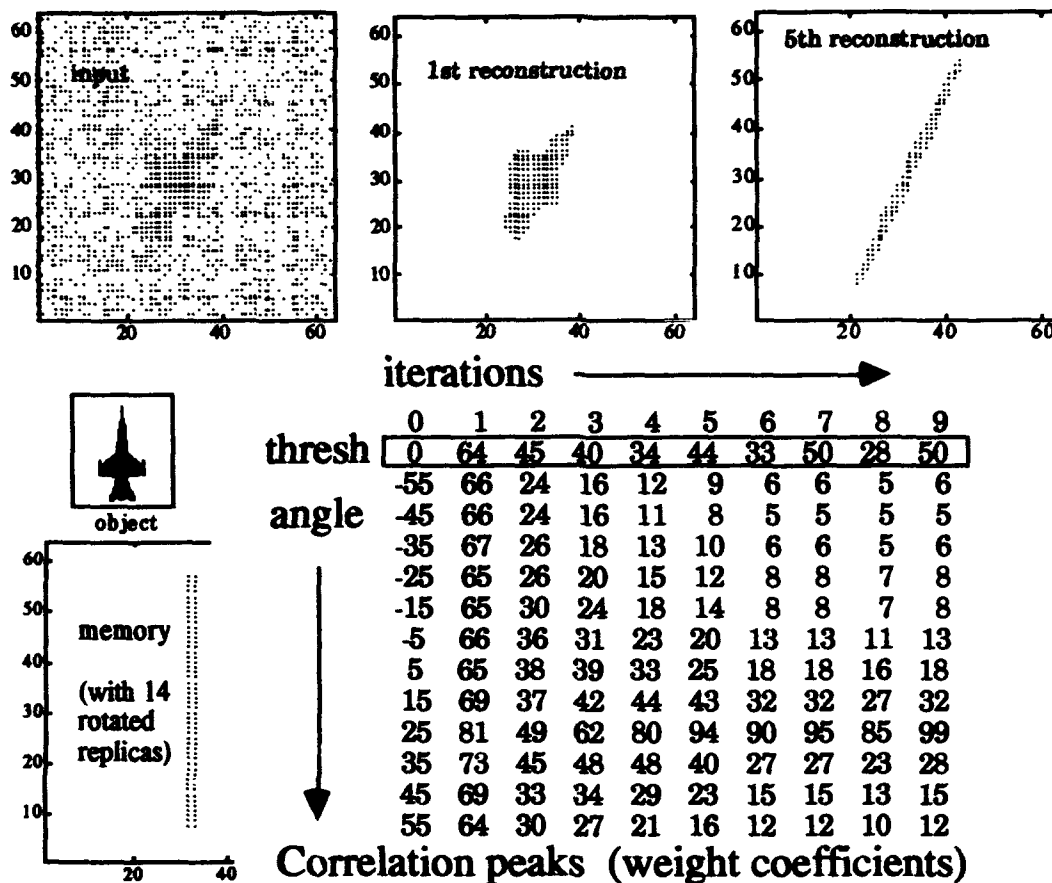 60
50
40
30
20
10
input
20 40 60
60
50
40
30
20
10
1st reconstruction
20 40 60
60
50
40
30
20
10
5th reconstruction
20 40 60
iterations
0 1 2 3 4 5 6 7 8 9
thresh 0 64 45 40 34 44 33 50 28 50
-55 66 24 16 12 9 6 6 5 6
angle -45 66 24 16 11 8 5 5 5 5
-35 67 26 18 13 10 6 6 5 6
-25 65 26 20 15 12 8 8 7 8
-15 65 30 24 18 14 8 8 7 8
-5 66 36 31 23 20 13 13 11 13
5 65 38 39 33 25 18 18 16 18
15 69 37 42 44 43 32 32 27 32
25 81 49 62 80 94 90 95 85 99
35 73 45 48 48 40 27 27 23 28
45 69 33 34 29 23 15 15 13 15
55 64 30 27 21 16 12 12 10 12
Correlation peaks (weight coefficients)
object
60
50
40
30
20
10
memory
(with 14
rotated
replicas)
20 40